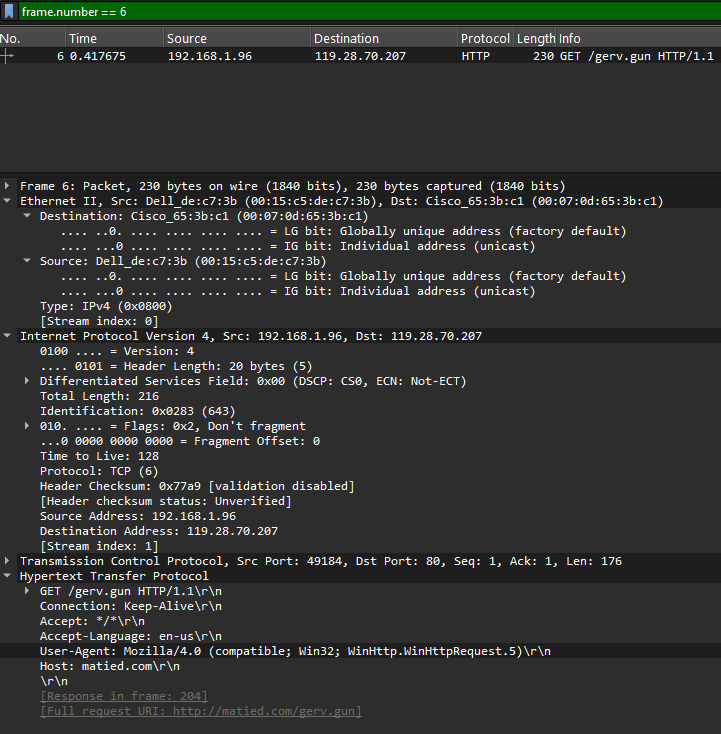 frame.number == 6
No. Time Source Destination Protocol Length Info
6 0.417675 192.168.1.96 119.28.70.207 HTTP 230 GET /gerv.gun HTTP/1.1
Frame 6: Packet, 230 bytes on wire (1840 bits), 230 bytes captured (1840 bits)
Ethernet II, Src: Dell_de:c7:3b (00:15:c5:de:c7:3b), Dst: Cisco_65:3b:c1 (00:07:0d:65:3b:c1)
Destination: Cisco_65:3b:c1 (00:07:0d:65:3b:c1)
.... ..0. .... .... .... .... = LG bit: Globally unique address (factory default)
.... ...0 .... .... .... .... = IG bit: Individual address (unicast)
Source: Dell_de:c7:3b (00:15:c5:de:c7:3b)
.... ..0. .... .... .... .... = LG bit: Globally unique address (factory default)
.... ...0 .... .... .... .... = IG bit: Individual address (unicast)
Type: IPv4 (0x0800)
[Stream index: 0]
Internet Protocol Version 4, Src: 192.168.1.96, Dst: 119.28.70.207
0100 .... = Version: 4
.... 0101 = Header Length: 20 bytes (5)
Differentiated Services Field: 0x00 (DSCP: CS0, ECN: Not-ECT)
Total Length: 216
Identification: 0x0283 (643)
010. .... = Flags: 0x2, Don't fragment
...0 0000 0000 0000 = Fragment Offset: 0
Time to Live: 128
Protocol: TCP (6)
Header Checksum: 0x77a9 [validation disabled]
[Header checksum status: Unverified]
Source Address: 192.168.1.96
Destination Address: 119.28.70.207
[Stream index: 1]
Transmission Control Protocol, Src Port: 49184, Dst Port: 80, Seq: 1, Ack: 1, Len: 176
Hypertext Transfer Protocol
GET /gerv.gun HTTP/1.1\r\n
Connection: Keep-Alive\r\n
Accept: */*\r\n
Accept-Language: en-us\r\n
User-Agent: Mozilla/4.0 (compatible; Win32; WinHttp.WinHttpRequest.5)\r\n
Host: matied.com\r\n
\r\n
[Response in frame: 204]
[Full request URI: http://matied.com/gerv.gun]